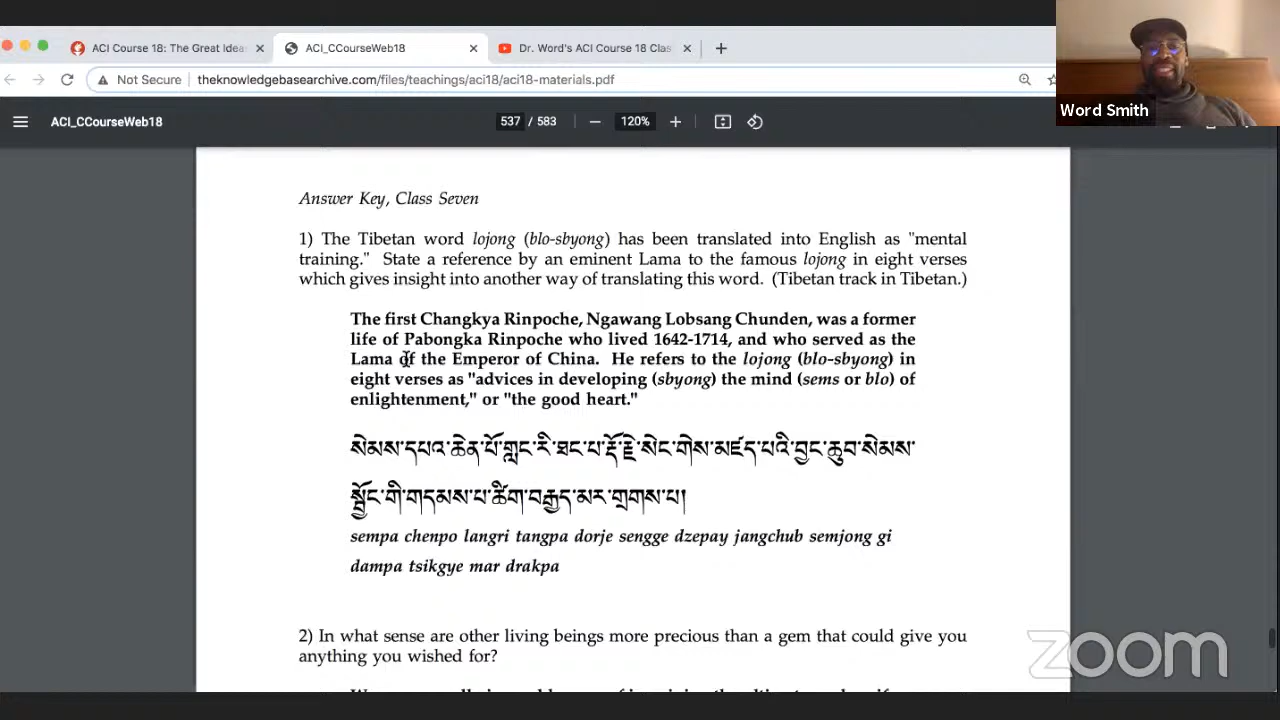 ACI Course 18: The Great Idea
ACI_CCourseWeb18
Dr. Word's ACI Course 18 Clas
Not Secure
theknowledgebasearchive.com/files/teachings/aci18/aci18-materials.pdf
Word Smith
ACI_CCourseWeb18
537 / 583
120%
Answer Key, Class Seven
1) The Tibetan word lojong (blo-sbyong) has been translated into English as "mental
training." State a reference by an eminent Lama to the famous lojong in eight verses
which gives insight into another way of translating this word. (Tibetan track in Tibetan.)
The first Changkya Rinpoche, Ngawang Lobsang Chunden, was a former
life of Pabongka Rinpoche who lived 1642-1714, and who served as the
Lama of the Emperor of China. He refers to the lojong (blo-sbyong) in
eight verses as "advices in developing (sbyong) the mind (sems or blo) of
enlightenment," or "the good heart."
སེམས་དཔའ་ཆེན་པོ་གླང་རི་ཐང་པ་རྡོ་རྗེ་སེང་གེས་མཛད་པའི་བྱང་ཆུབ་སེམས་
སྦྱོང་གི་གདམས་པ་ཚིག་བརྒྱད་མར་གྲགས་པ།
sempa chenpo langri tangpa dorje sengge dzepay jangchub semjong gi
dampa tsikgye mar drakpa
2) In what sense are other living beings more precious than a gem that could give you
anything you wished for?
zoom